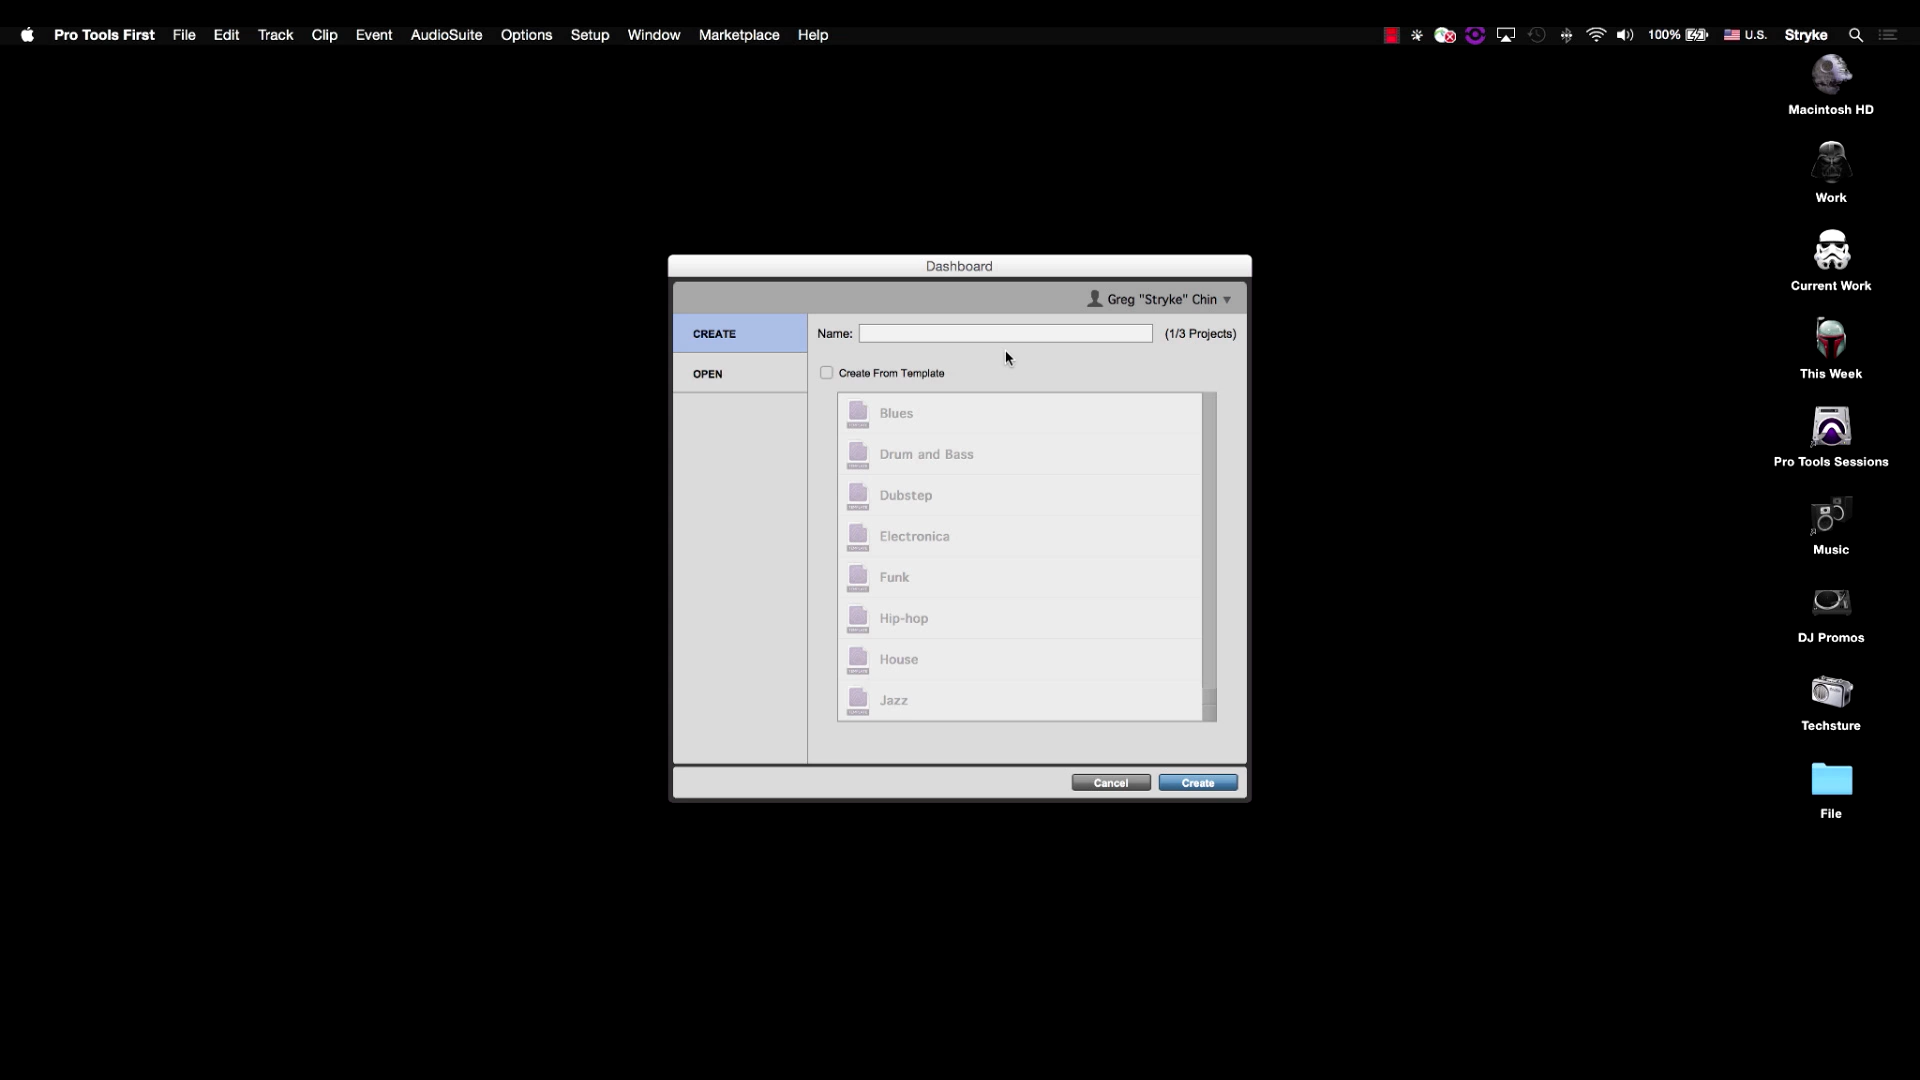 Pro Tools First File Edit Track Clip Event AudioSuite Options Setup Window Marketplace Help 100% U.S. Stryke
Macintosh HD
Work
Current Work
This Week
Pro Tools Sessions
Music
DJ Promos
Techsture
File
Dashboard
Greg "Stryke" Chin
CREATE
OPEN
Name: (1/3 Projects)
Create From Template
Blues
Drum and Bass
Dubstep
Electronica
Funk
Hip-hop
House
Jazz
Cancel Create